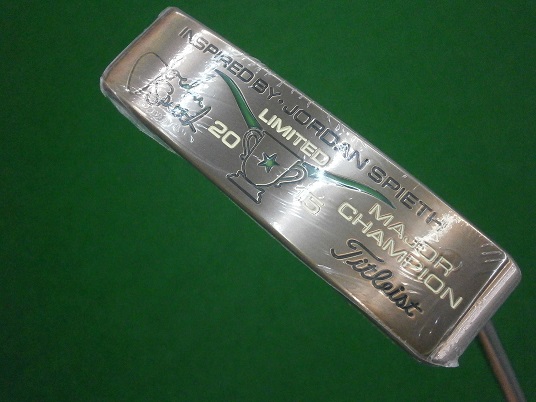 INSPIRED BY JORDAN SPIETH
LIMITED
20 15
MAJOR
CHAMPION
Titleist